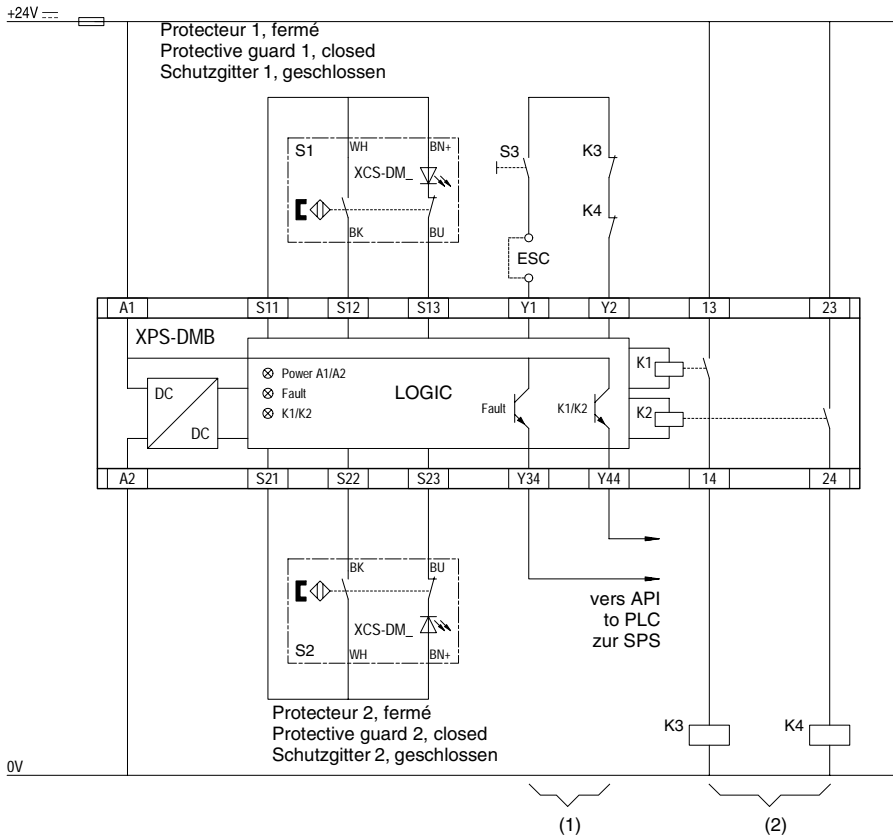 +24V
Protecteur 1, fermé
Protective guard 1, closed
Schutzgitter 1, geschlossen
S1
WH
BN+
XCS-DM_
BK
BU
S3
K3
K4
ESC
A1
S11
S12
S13
Y1
Y2
13
23
XPS-DMB
DC
DC
Power A1/A2
Fault
K1/K2
LOGIC
Fault
K1/K2
K1
K2
A2
S21
S22
S23
Y34
Y44
14
24
BK
BU
XCS-DM_
S2
WH
BN+
vers API
to PLC
zur SPS
Protecteur 2, fermé
Protective guard 2, closed
Schutzgitter 2, geschlossen
K3
K4
0V
(1)
(2)